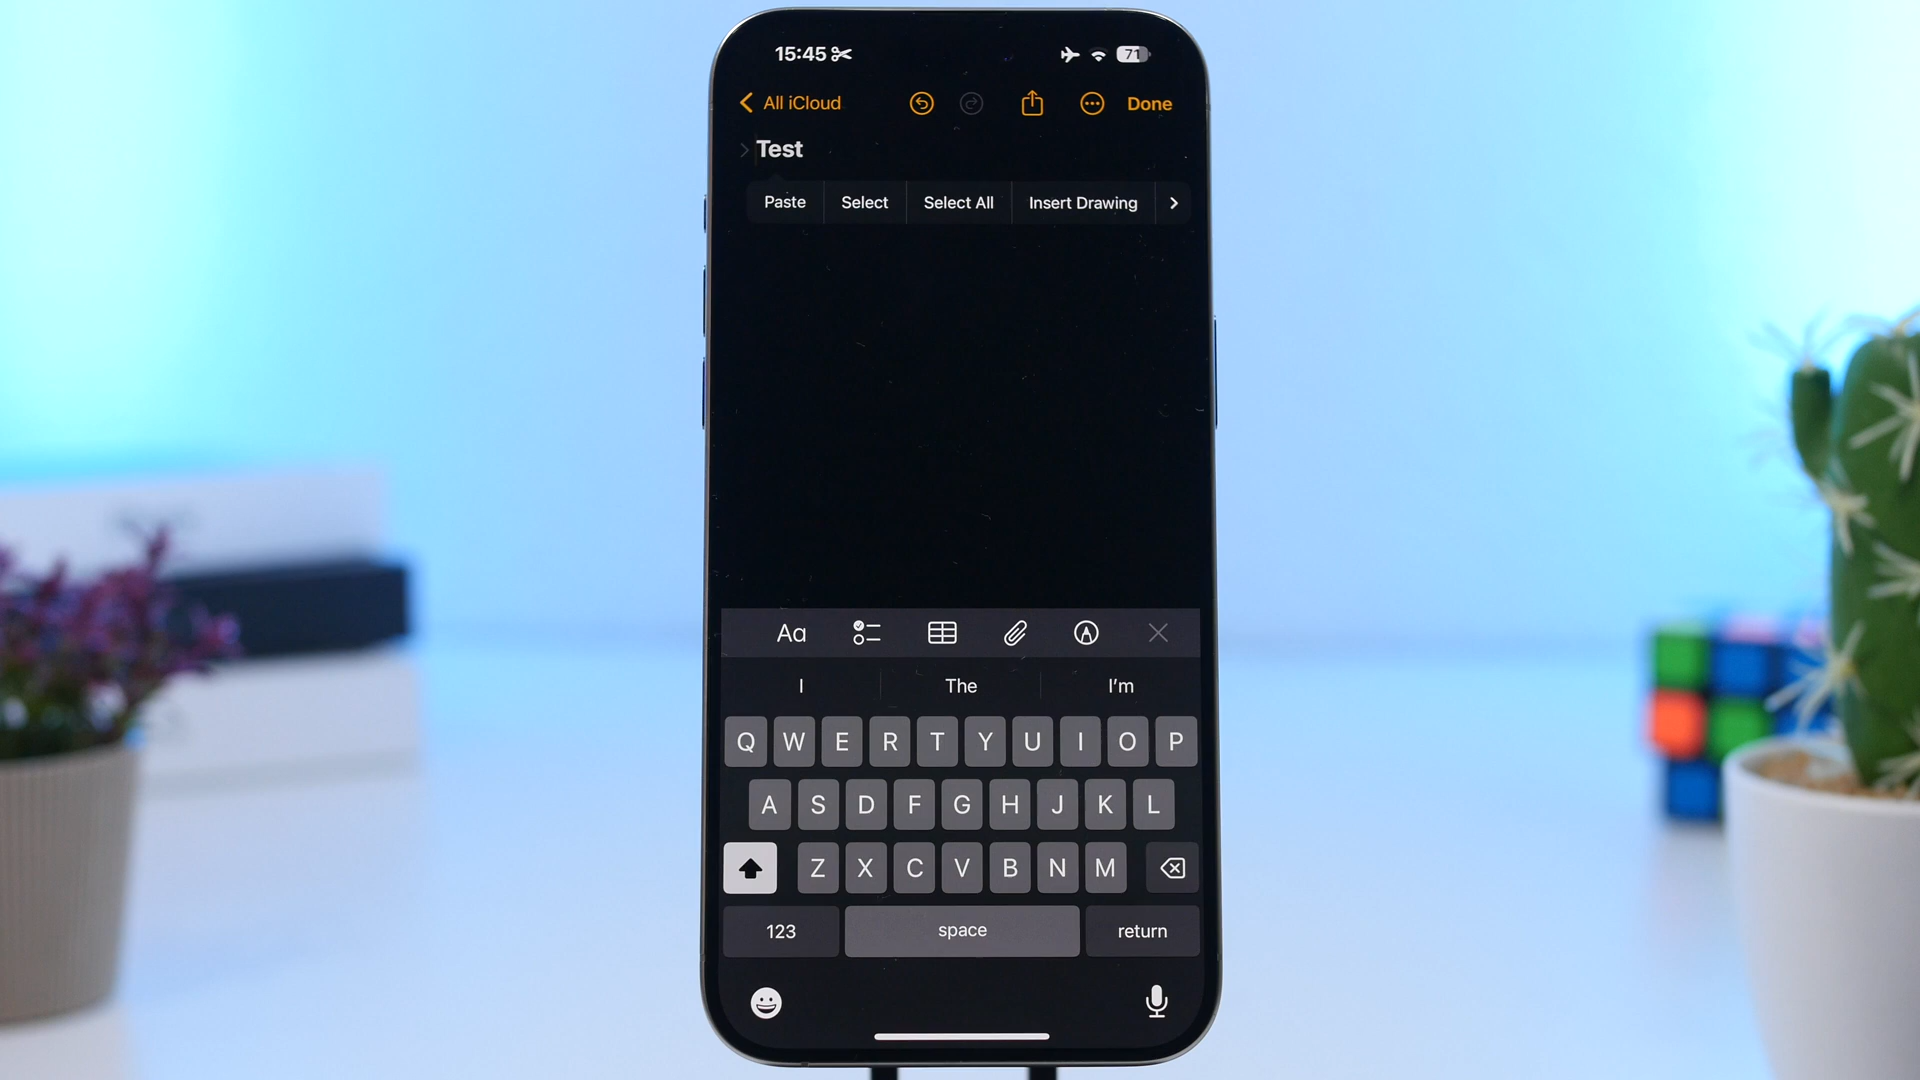 15:45 71
All iCloud Done
Test
Paste Select Select All Insert Drawing
Aa
I The I'm
Q W E R T Y U I O P
A S D F G H J K L
Z X C V B N M
123 space return